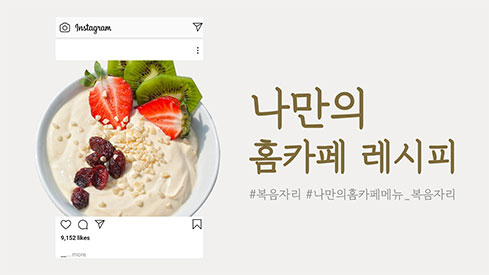 Instagram
나만의
홈카페 레시피
#복음자리 #나만의홈카페메뉴_복음자리
9,152 likes
... more